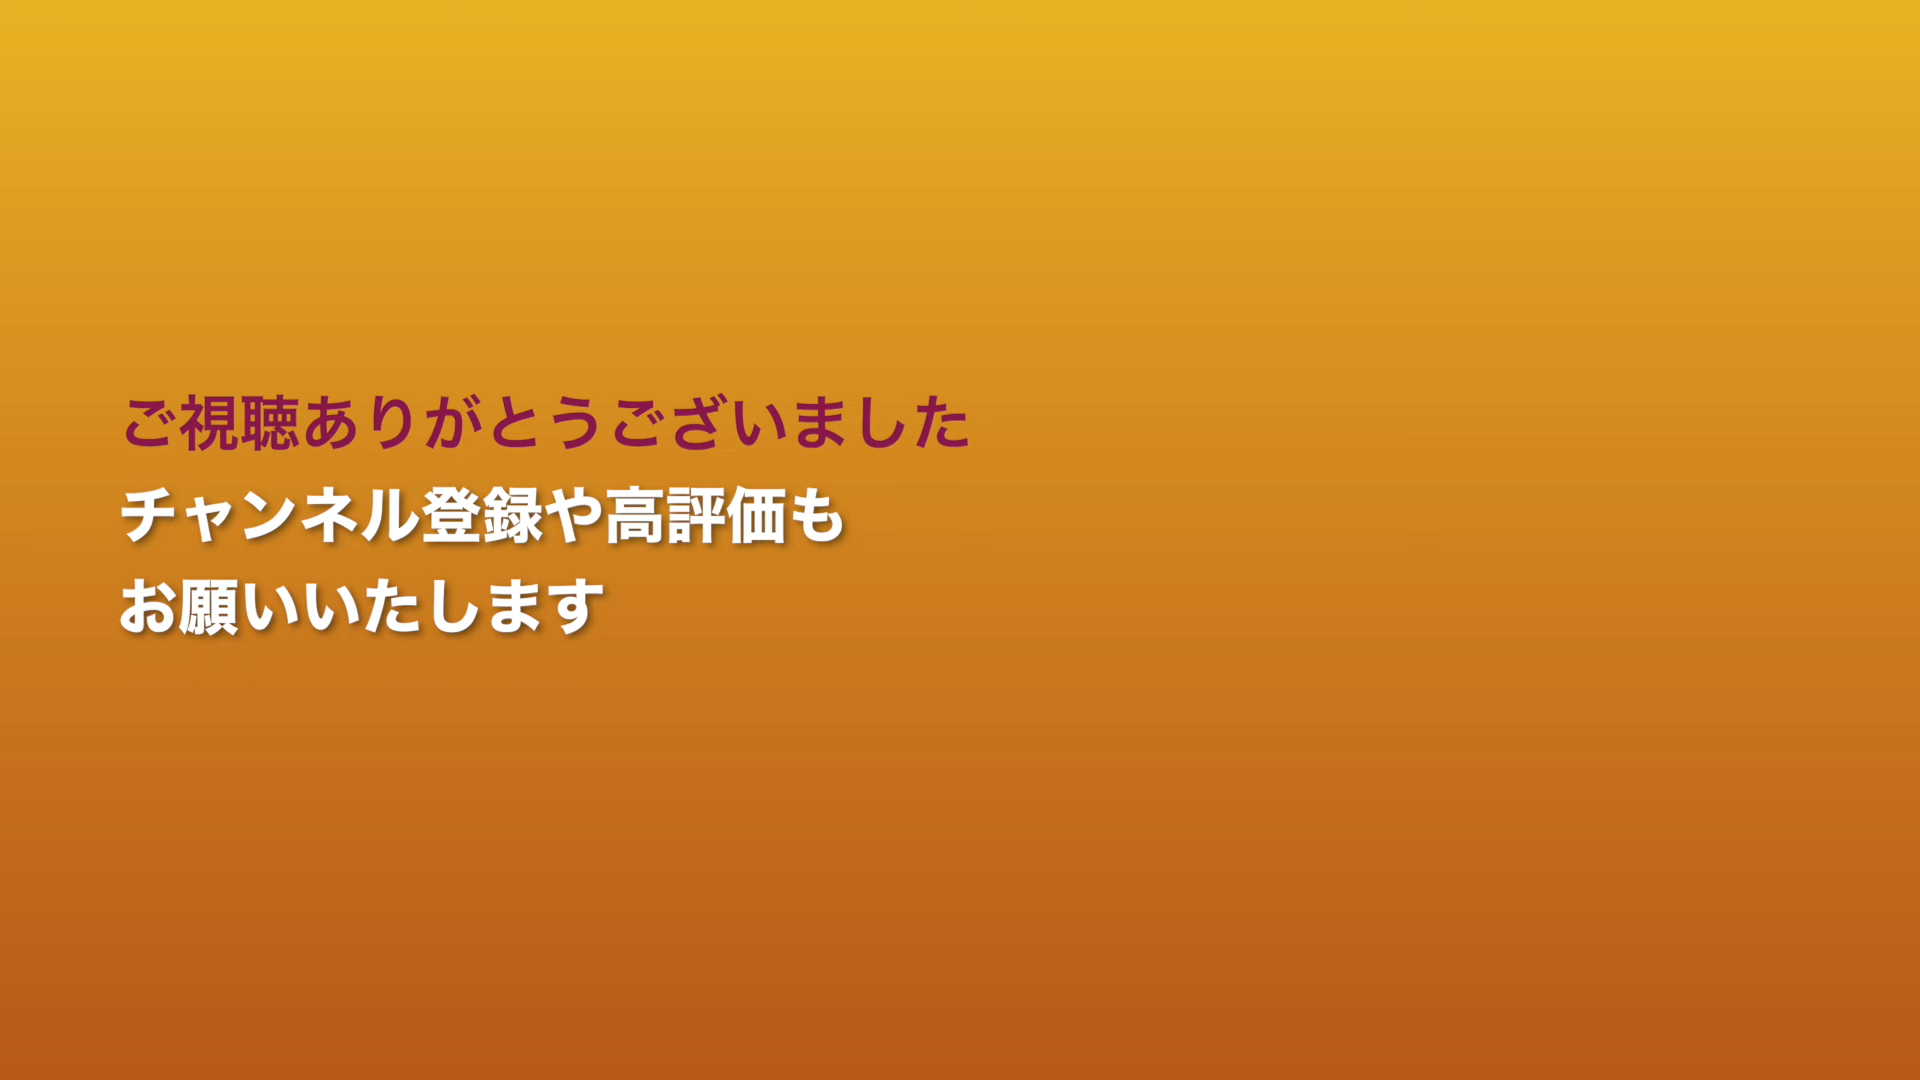 ご視聴ありがとうございました
チャンネル登録や高評価も
お願いいたします